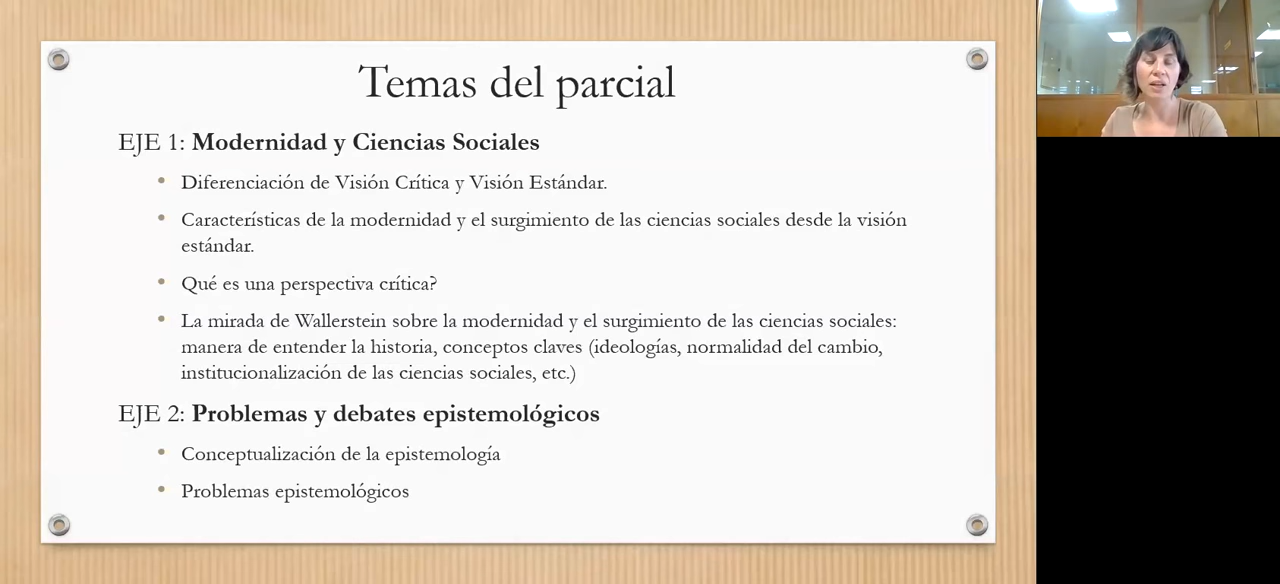 Temas del parcial
EJE 1: Modernidad y Ciencias Sociales
• Diferenciación de Visión Crítica y Visión Estándar.
• Características de la modernidad y el surgimiento de las ciencias sociales desde la visión
estándar.
• Qué es una perspectiva crítica?
• La mirada de Wallerstein sobre la modernidad y el surgimiento de las ciencias sociales:
manera de entender la historia, conceptos claves (ideologías, normalidad del cambio,
institucionalización de las ciencias sociales, etc.)
EJE 2: Problemas y debates epistemológicos
• Conceptualización de la epistemología
• Problemas epistemológicos